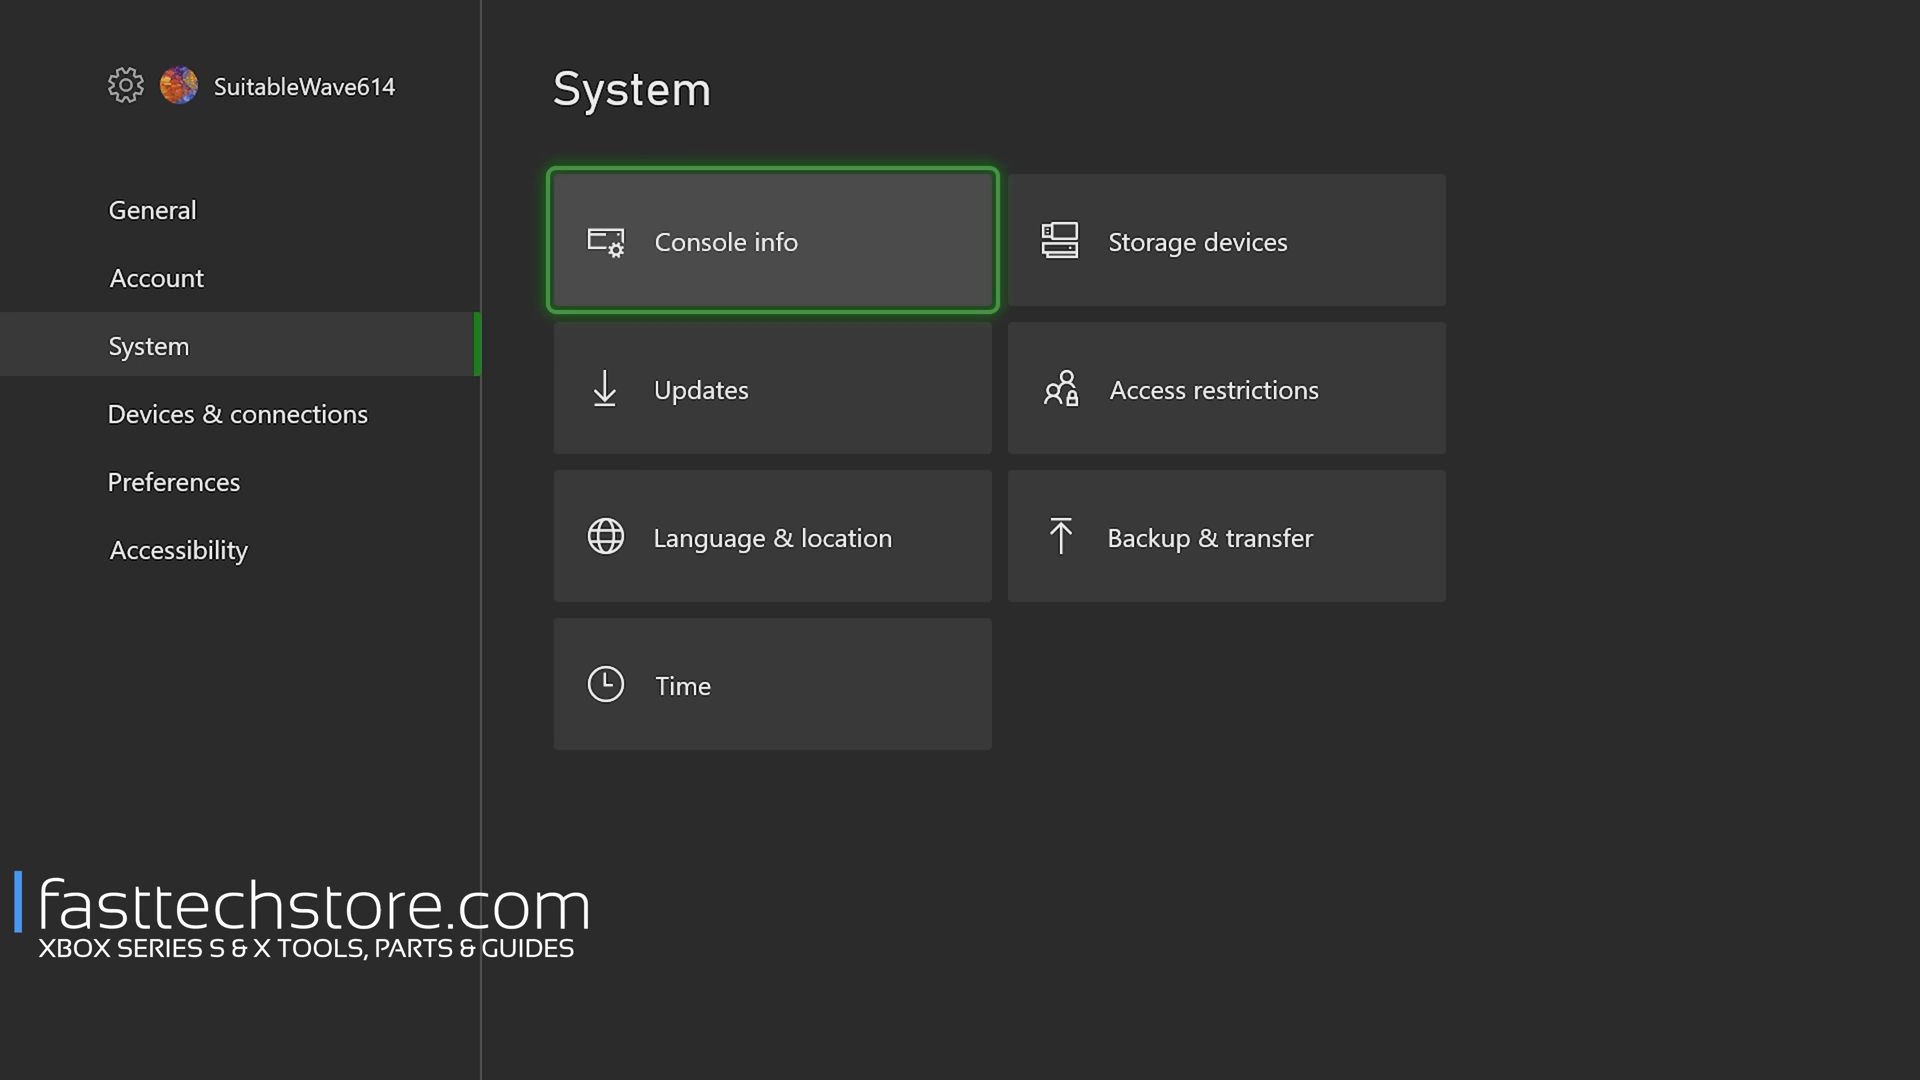 SuitableWave614
General
Account
System
Devices & connections
Preferences
Accessibility
System
Console info
Storage devices
Updates
Access restrictions
Language & location
Backup & transfer
Time
fasttechstore.com
XBOX SERIES S & X TOOLS, PARTS & GUIDES